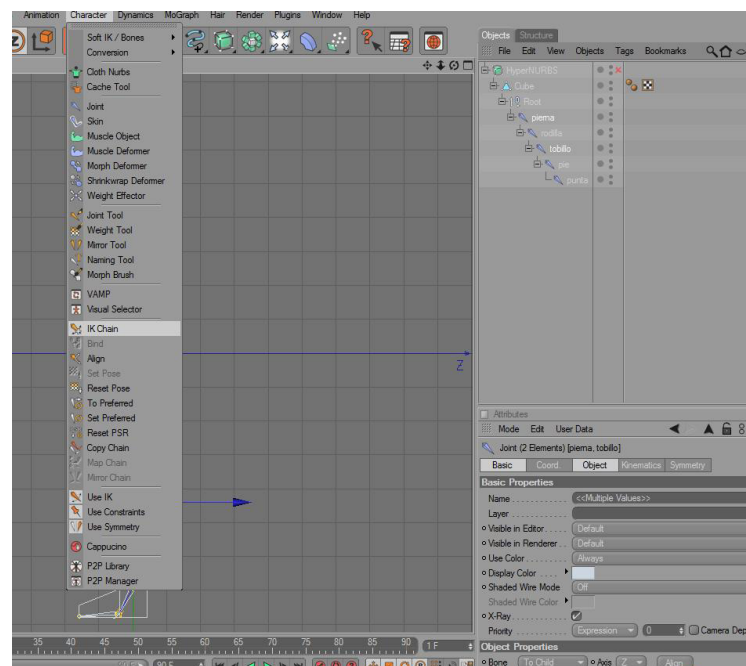 Animation Character Dynamics MoGraph Hair Render Plugins Window Help
Soft IK / Bones
Conversion
Cloth Nurbs
Cache Tool
Joint
Skin
Muscle Object
Muscle Deformer
Morph Deformer
Shrinkwrap Deformer
Weight Effector
Joint Tool
Weight Tool
Mirror Tool
Naming Tool
Morph Brush
VAMP
Visual Selector
IK Chain
Bind
Align
Set Pose
Reset Pose
To Preferred
Set Preferred
Reset PSR
Copy Chain
Map Chain
Mirror Chain
Use IK
Use Constraints
Use Symmetry
Cappucino
P2P Library
P2P Manager
Z
35 40 45 50 55 60 65 70 75 80 85 90 1 F
90 F
Objects Structure
File Edit View Objects Tags Bookmarks
HyperNURBS
Cube
Root
pierna
rodilla
tobillo
pie
punta
Attributes
Mode Edit User Data
Joint (2 Elements) [pierna, tobillo]
Basic Coord. Object Kinematics Symmetry
Basic Properties
Name <<Multiple Values>>
Layer
Visible in Editor Default
Visible in Renderer Default
Use Color Always
Display Color
Shaded Wire Mode Off
Shaded Wire Color
X-Ray
Priority Expression 0 Camera Dep
Object Properties
Bone To Child Axis Z Align